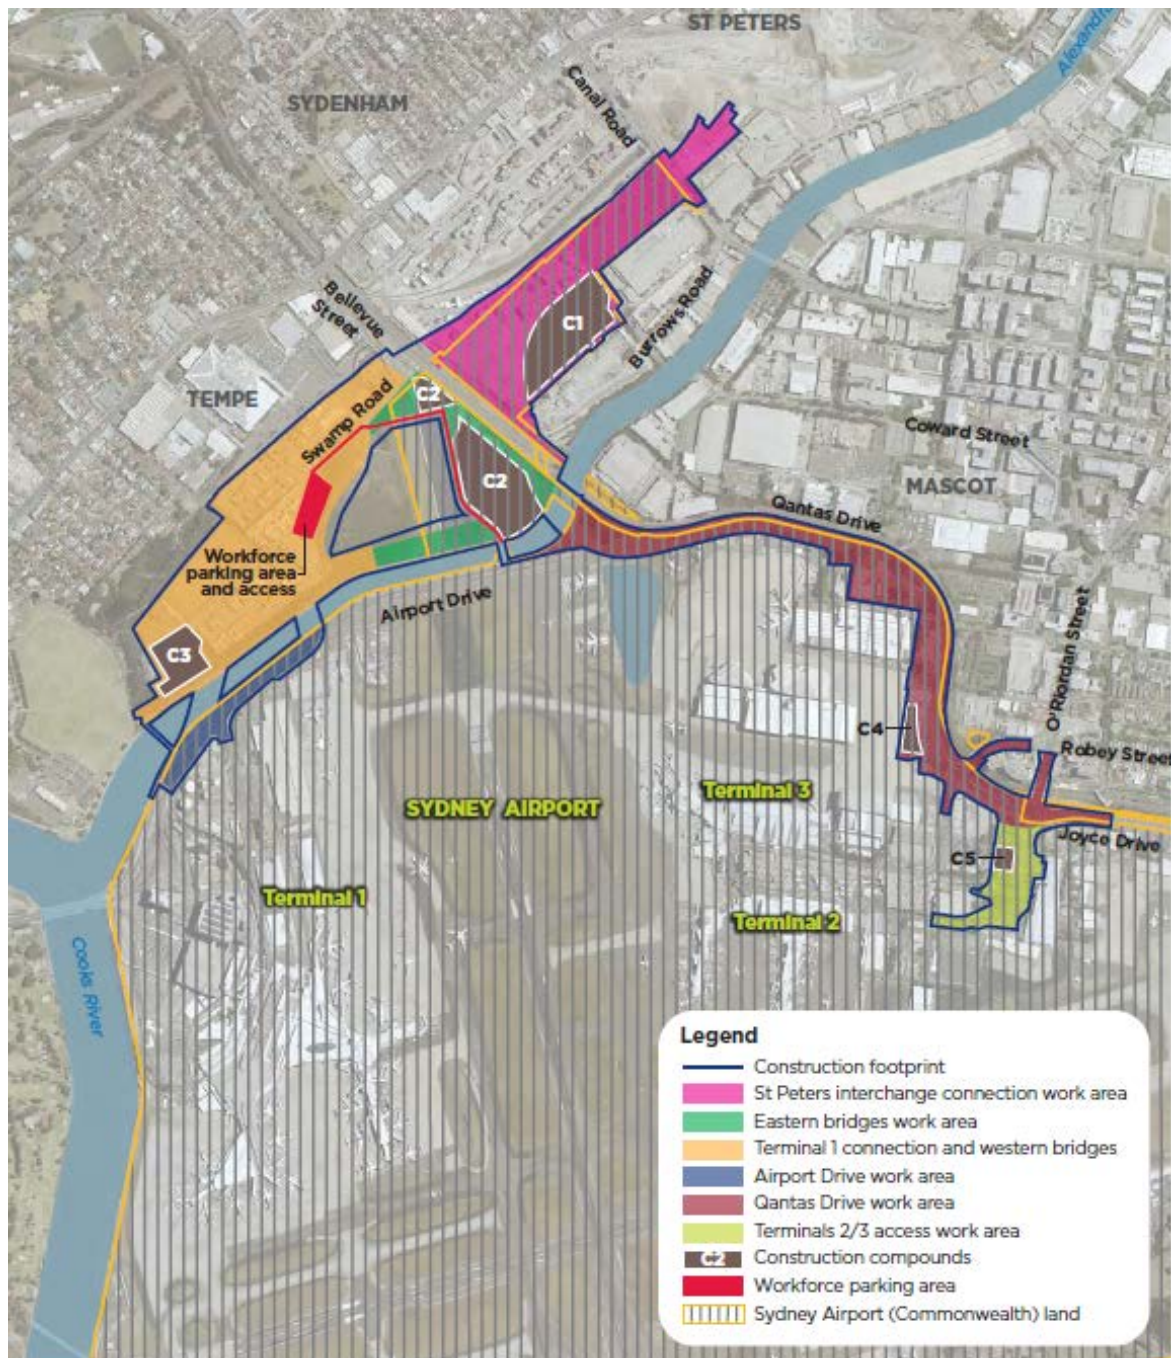 ST PETERS
Alexandra
Canal Road
SYDENHAM
Bellevue
Street
C1
Burrows Road
TEMPE
C2
Swamp Road
Coward Street
C2
MASCOT
Qantas Drive
Workforce
parking area
and access
Airport Drive
O'Riordan Street
C3
C4
Robey Street
Terminal 3
SYDNEY AIRPORT
Joyce Drive
C5
Terminal 1
Terminal 2
Cooks River
Legend
Construction footprint
St Peters interchange connection work area
Eastern bridges work area
Terminal 1 connection and western bridges
Airport Drive work area
Qantas Drive work area
Terminals 2/3 access work area
C2 Construction compounds
Workforce parking area
Sydney Airport (Commonwealth) land